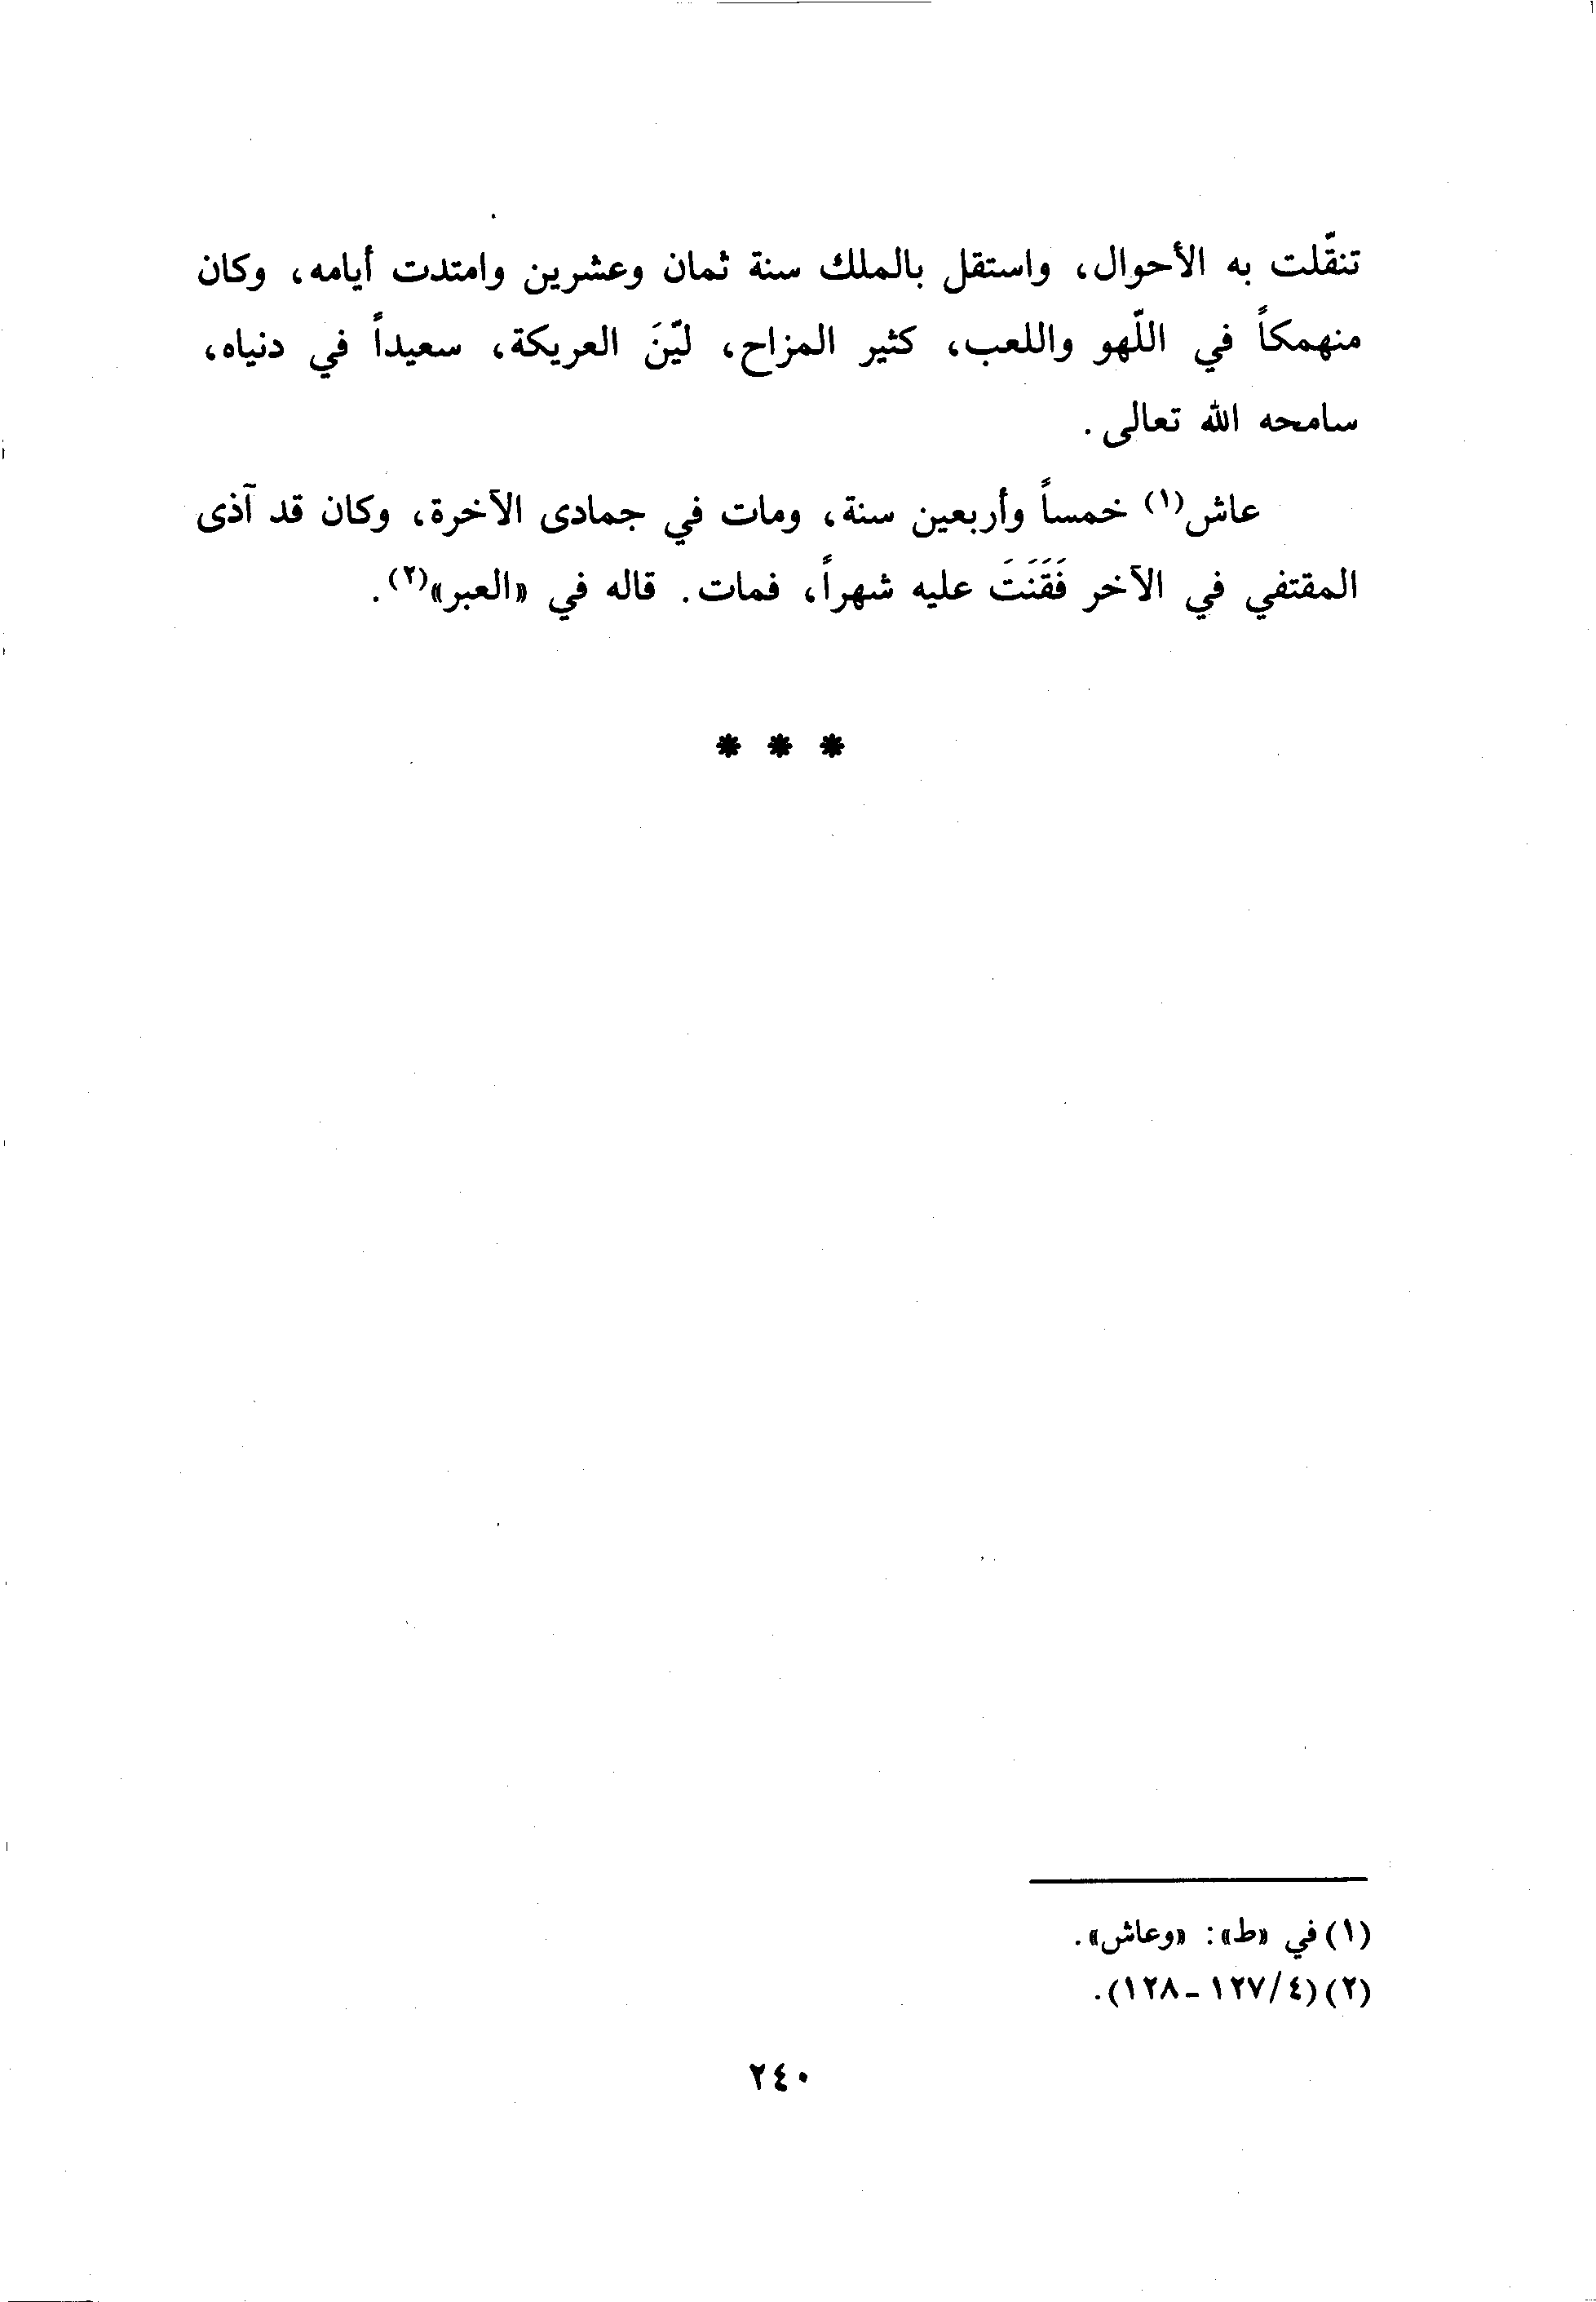 تنقّلت به الأحوال، واستقل بالملك سنة ثمان وعشرين وامتدت أيامه، وكان
منهمكاً في اللّهو واللعب، كثير المزاح، ليّنَ العريكة، سعيداً في دنياه،
سامحه الله تعالى.
عاش(١) خمساً وأربعين سنة، ومات في جمادى الآخرة، وكان قد آذى
المقتفي في الآخر فَقَنَتَ عليه شهراً، فمات. قاله في «العبر»(٢).
* * *
(١) في «ط»: «وعاش».
(٢) (٤/ ١٢٧ - ١٢٨).
٢٤٠